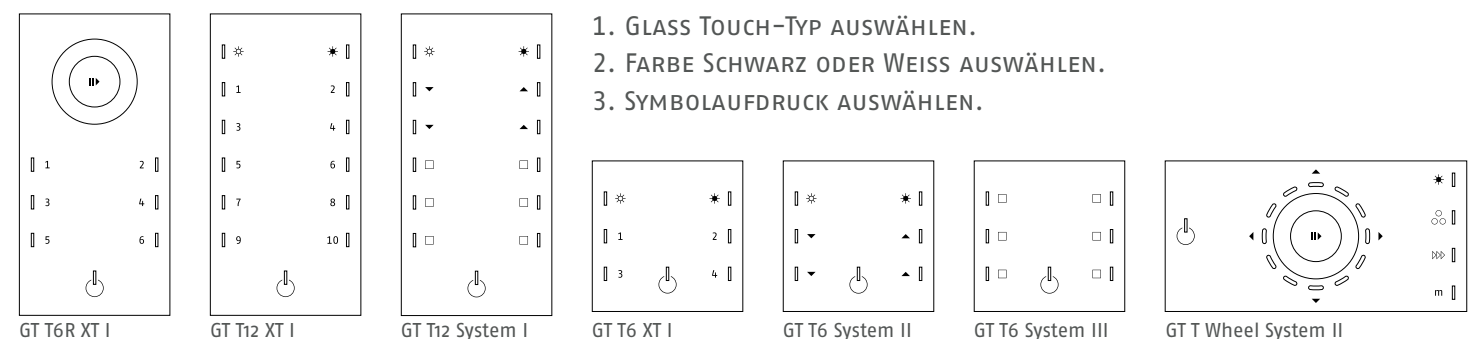 1. Glass Touch-Typ auswählen.
2. Farbe Schwarz oder Weiss auswählen.
3. Symbolaufdruck auswählen.
1 2
3 4
5 6
GT T6R XT I
1 2
3 4
5 6
7 8
9 10
GT T12 XT I
GT T12 System I
1 2
3 4
GT T6 XT I
GT T6 System II
GT T6 System III
m
GT T Wheel System II